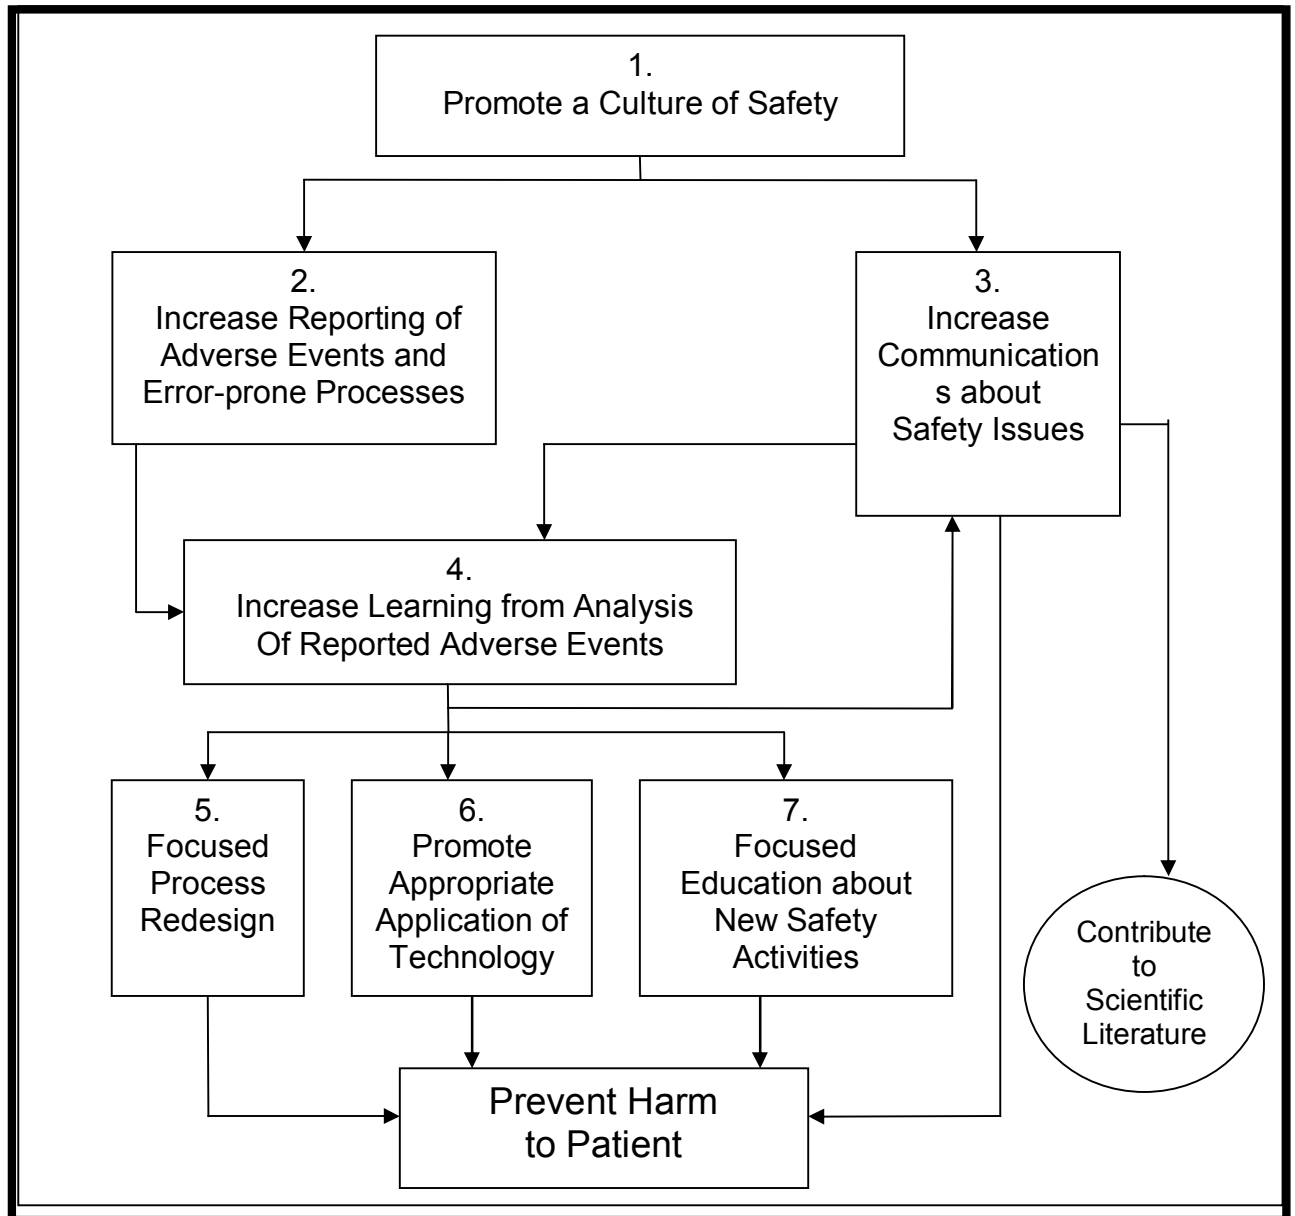 1.
Promote a Culture of Safety
2.
Increase Reporting of
Adverse Events and
Error-prone Processes
3.
Increase
Communication
s about
Safety Issues
4.
Increase Learning from Analysis
Of Reported Adverse Events
5.
Focused
Process
Redesign
6.
Promote
Appropriate
Application of
Technology
7.
Focused
Education about
New Safety
Activities
Contribute
to
Scientific
Literature
Prevent Harm
to Patient